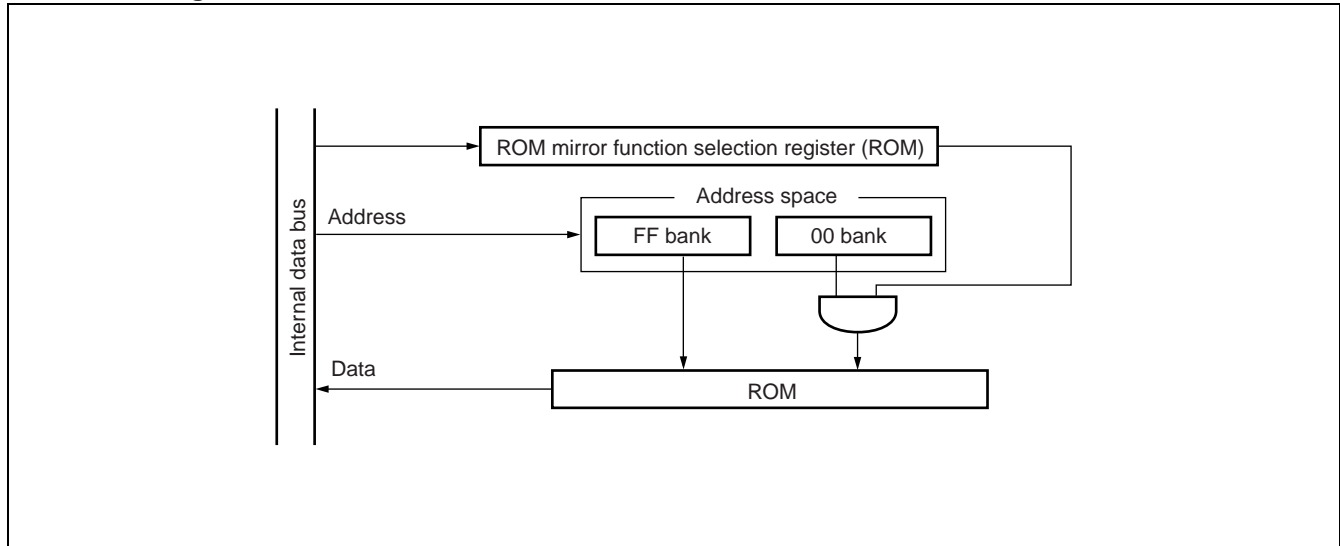 ROM mirror function selection register (ROM)
Address space
Address
FF bank
00 bank
Internal data bus
Data
ROM